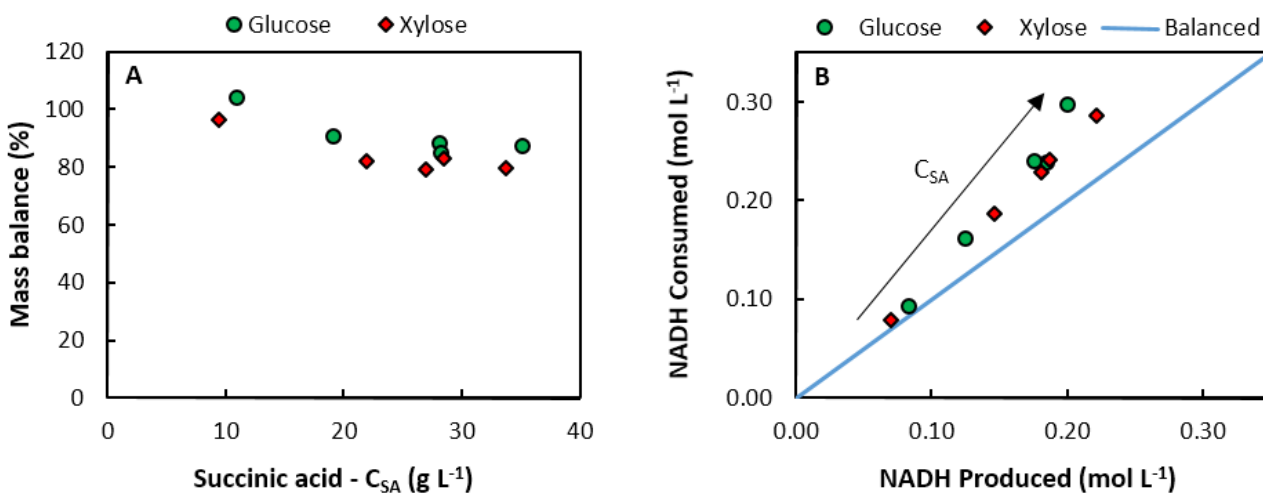 Glucose Xylose
A
120
100
80
60
40
20
0
0 10 20 30 40
Mass balance (%)
Succinic acid - C_SA (g L⁻¹)
Glucose Xylose Balanced
B
C_SA
0.30
0.20
0.10
0.00
0.00 0.10 0.20 0.30
NADH Consumed (mol L⁻¹)
NADH Produced (mol L⁻¹)